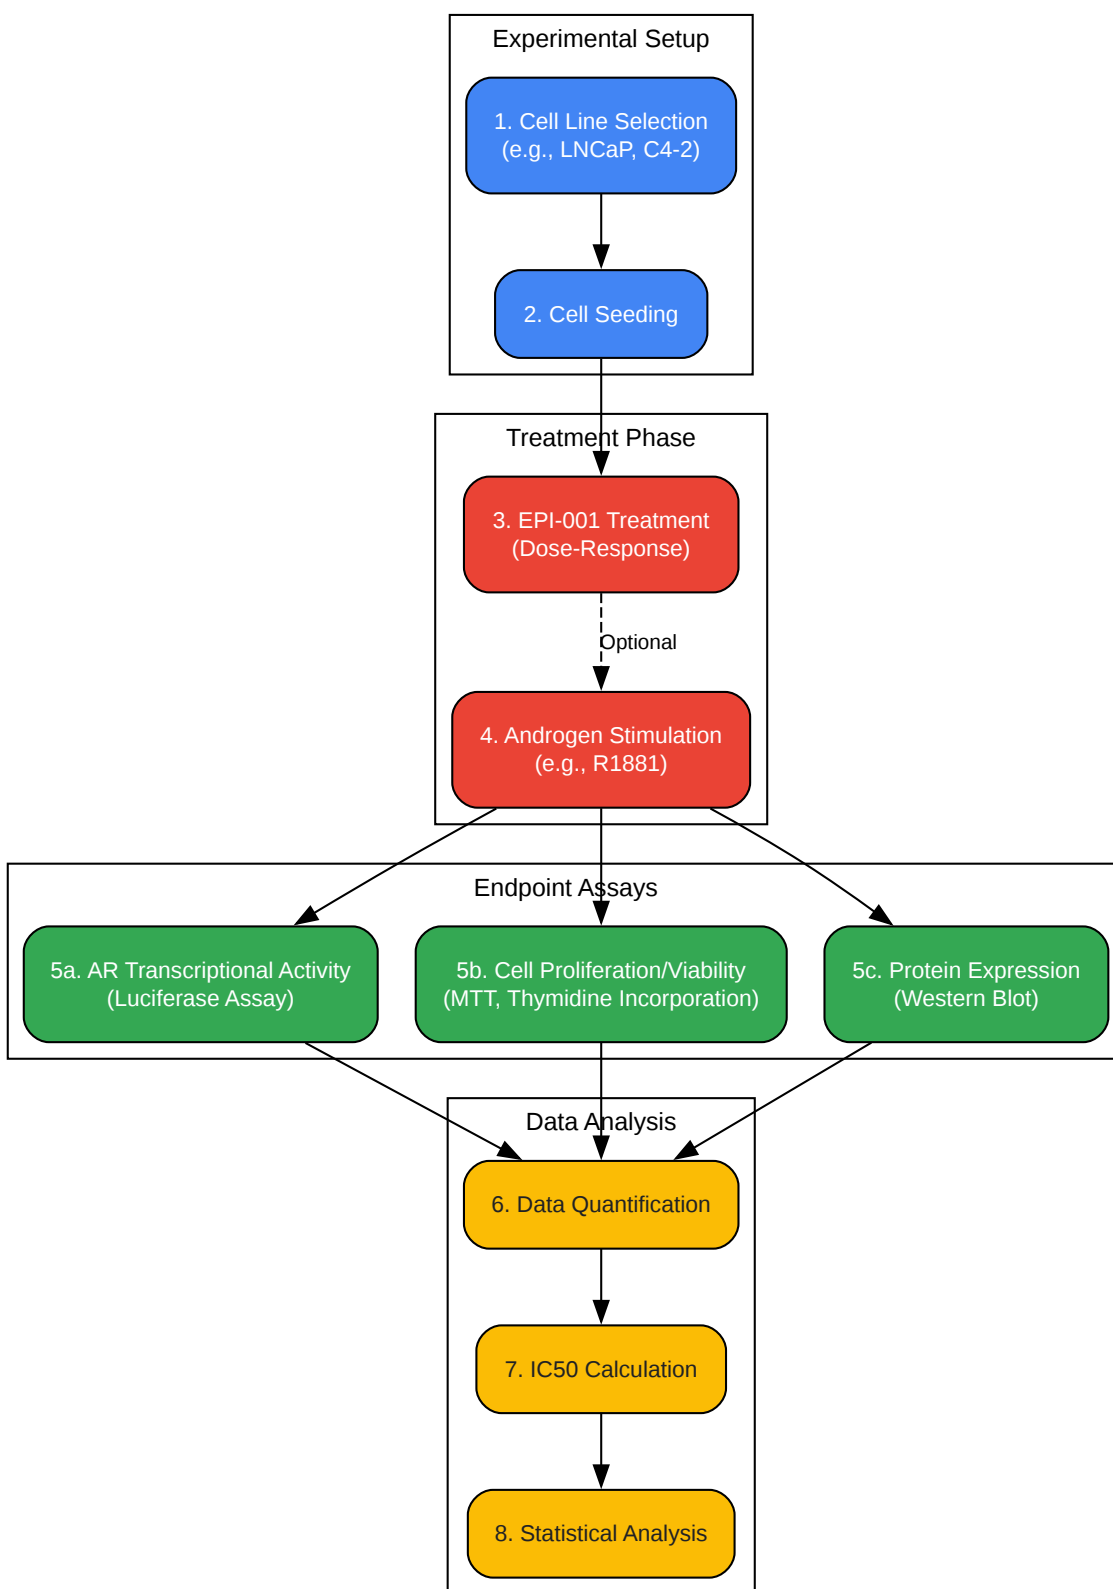 Experimental Setup
1. Cell Line Selection
(e.g., LNCaP, C4-2)
2. Cell Seeding
Treatment Phase
3. EPI-001 Treatment
(Dose-Response)
Optional
4. Androgen Stimulation
(e.g., R1881)
Endpoint Assays
5a. AR Transcriptional Activity
(Luciferase Assay)
5b. Cell Proliferation/Viability
(MTT, Thymidine Incorporation)
5c. Protein Expression
(Western Blot)
Data Analysis
6. Data Quantification
7. IC50 Calculation
8. Statistical Analysis